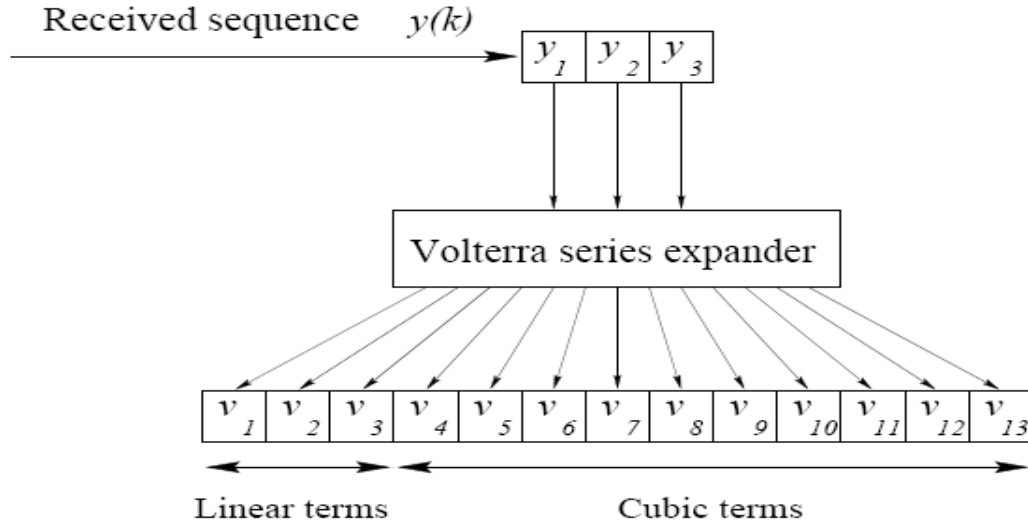 Received sequence y(k)
y1 y2 y3
Volterra series expander
v1 v2 v3 v4 v5 v6 v7 v8 v9 v10 v11 v12 v13
Linear terms Cubic terms